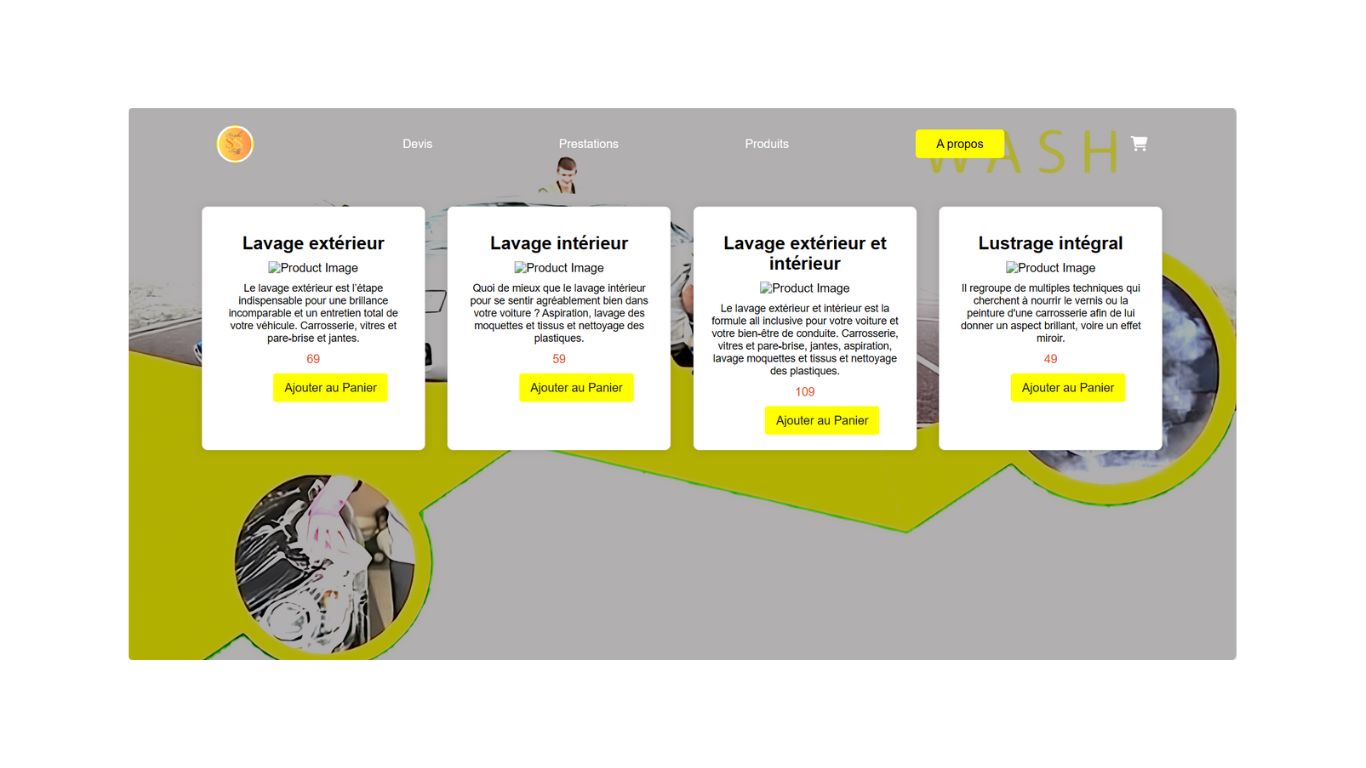 Devis
Prestations
Produits
A propos
WASH
Lavage extérieur
Product Image
Le lavage extérieur est l'étape
indispensable pour une brillance
incomparable et un entretien total de
votre véhicule. Carrosserie, vitres et
pare-brise et jantes.
69
Ajouter au Panier
Lavage intérieur
Product Image
Quoi de mieux que le lavage intérieur
pour se sentir agréablement bien dans
votre voiture ? Aspiration, lavage des
moquettes et tissus et nettoyage des
plastiques.
59
Ajouter au Panier
Lavage extérieur et
intérieur
Product Image
Le lavage extérieur et intérieur est la
formule all inclusive pour votre voiture et
votre bien-être de conduite. Carrosserie,
vitres et pare-brise, jantes, aspiration,
lavage moquettes et tissus et nettoyage
des plastiques.
109
Ajouter au Panier
Lustrage intégral
Product Image
Il regroupe de multiples techniques qui
cherchent à nourrir le vernis ou la
peinture d'une carrosserie afin de lui
donner un aspect brillant, voire un effet
miroir.
49
Ajouter au Panier